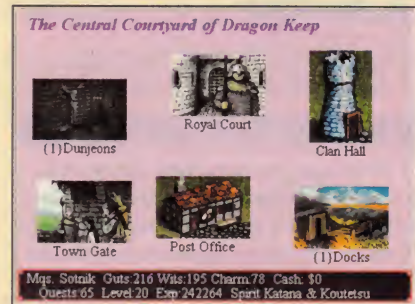 The Central Courtyard of Dragon Keep
(1)Dunjeons
Royal Court
Clan Hall
Town Gate
Post Office
(1)Docks
Mqs. Sotnik Guts:216 Wits:195 Charm:78 Cash: $0
Quests:65 Level:20 Exp:242264 Spirit Katana & Koutetsu